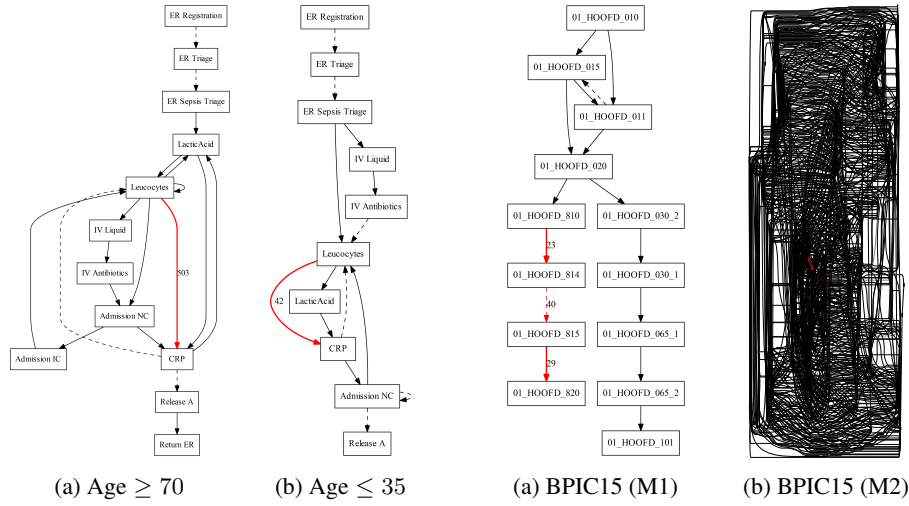 ER Registration
ER Triage
ER Sepsis Triage
LacticAcid
Leucocytes
IV Liquid
IV Antibiotics
503
Admission NC
Admission IC
CRP
Release A
Return ER
(a) Age ≥ 70
ER Registration
ER Triage
ER Sepsis Triage
IV Liquid
IV Antibiotics
Leucocytes
42
LacticAcid
CRP
Admission NC
Release A
(b) Age ≤ 35
01_HOOFD_010
01_HOOFD_015
01_HOOFD_011
01_HOOFD_020
01_HOOFD_810
01_HOOFD_030_2
23
01_HOOFD_814
01_HOOFD_030_1
40
01_HOOFD_815
01_HOOFD_065_1
29
01_HOOFD_820
01_HOOFD_065_2
01_HOOFD_101
(a) BPIC15 (M1)
(b) BPIC15 (M2)